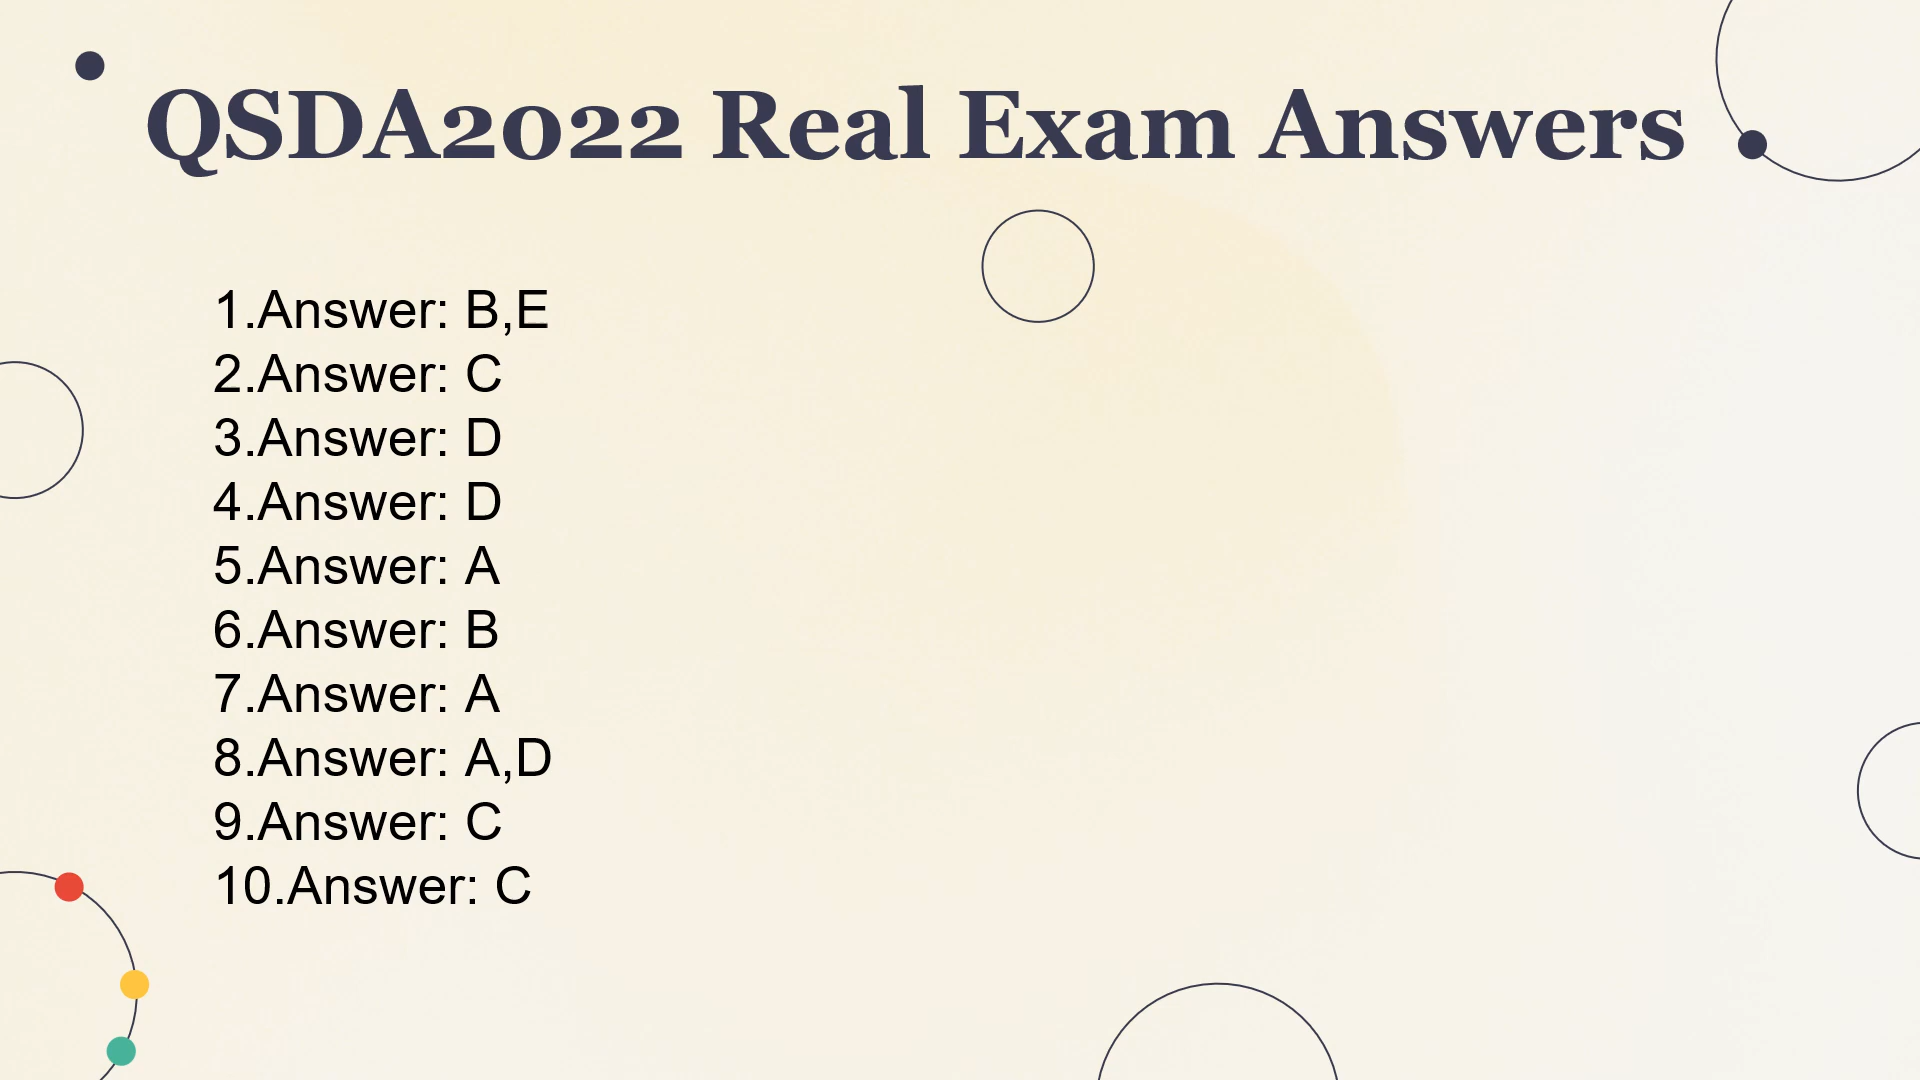 QSDA2022 Real Exam Answers
1.Answer: B,E
2.Answer: C
3.Answer: D
4.Answer: D
5.Answer: A
6.Answer: B
7.Answer: A
8.Answer: A,D
9.Answer: C
10.Answer: C